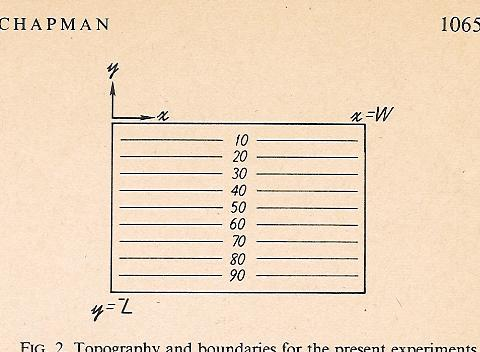 CHAPMAN 1065
y
x x=W
10
20
30
40
50
60
70
80
90
y=-L
FIG. 2. Topography and boundaries for the present experiments